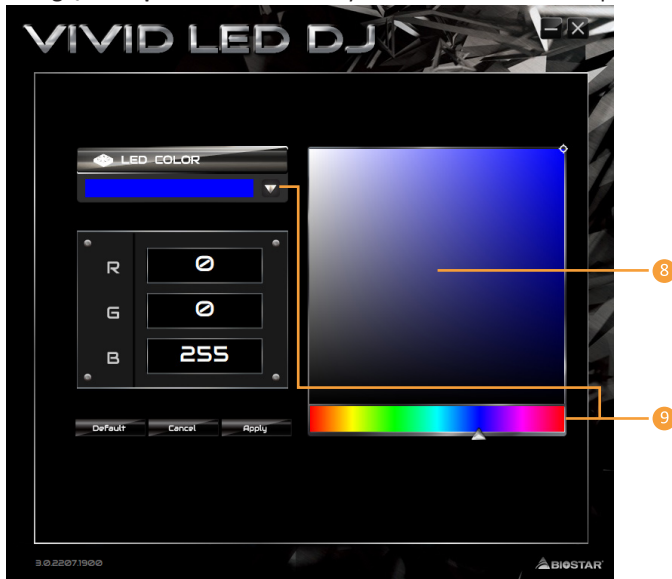 VIVID LED DJ
LED COLOR
R 0
G 0
B 255
Default Cancel Apply
8
9
3.0.2207.1900
BIOSTAR